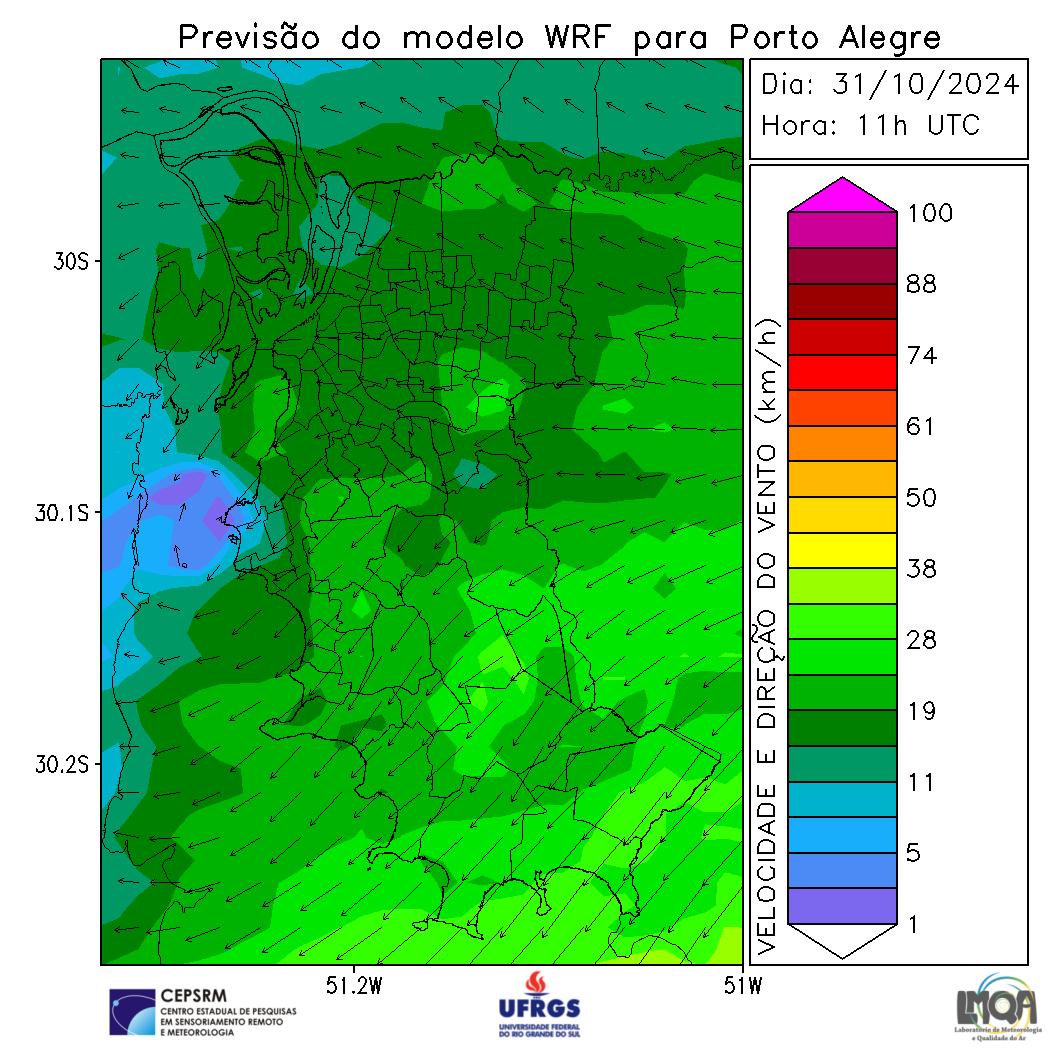 Previsão do modelo WRF para Porto Alegre
Dia: 31/10/2024
Hora: 11h UTC
30S
30.1S
30.2S
51.2W
51W
VELOCIDADE E DIREÇÃO DO VENTO (km/h)
100
88
74
61
50
38
28
19
11
5
1
CEPSRM
CENTRO ESTADUAL DE PESQUISAS
EM SENSORIAMENTO REMOTO
E METEOROLOGIA
UFRGS
UNIVERSIDADE FEDERAL
DO RIO GRANDE DO SUL
LMQA
Laboratório de Meteorologia
e Qualidade do Ar